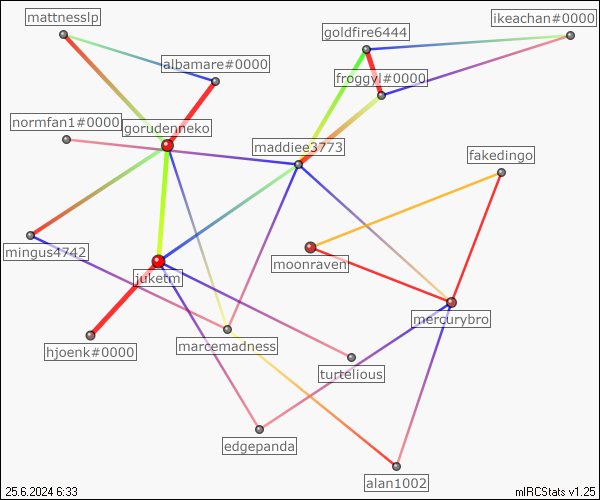 mattnesslp
ikeachan#0000
goldfire6444
albamare#0000
froggyl#0000
normfan1#0000
gorudenneko
maddiee3773
fakedingo
mingus4742
moonraven
juketm
mercurybro
marcemadness
hjoenk#0000
turtelious
edgepanda
alan1002
25.6.2024 6:33
mIRCStats v1.25